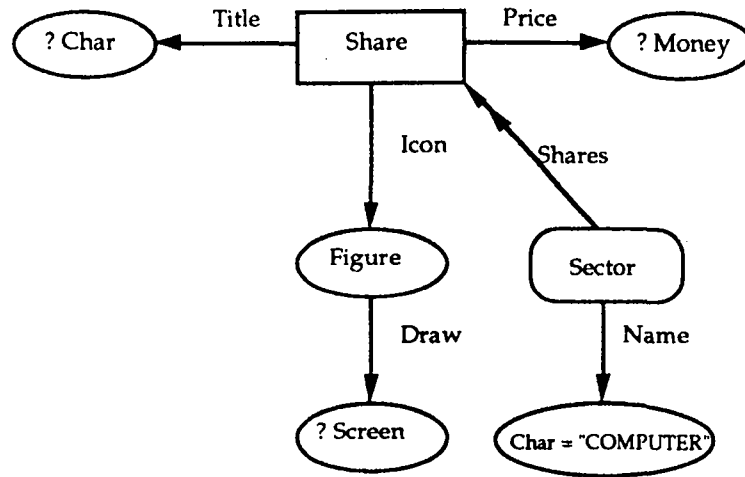 Title
Price
? Char
Share
? Money
Icon
Shares
Figure
Sector
Draw
Name
? Screen
Char = "COMPUTER"